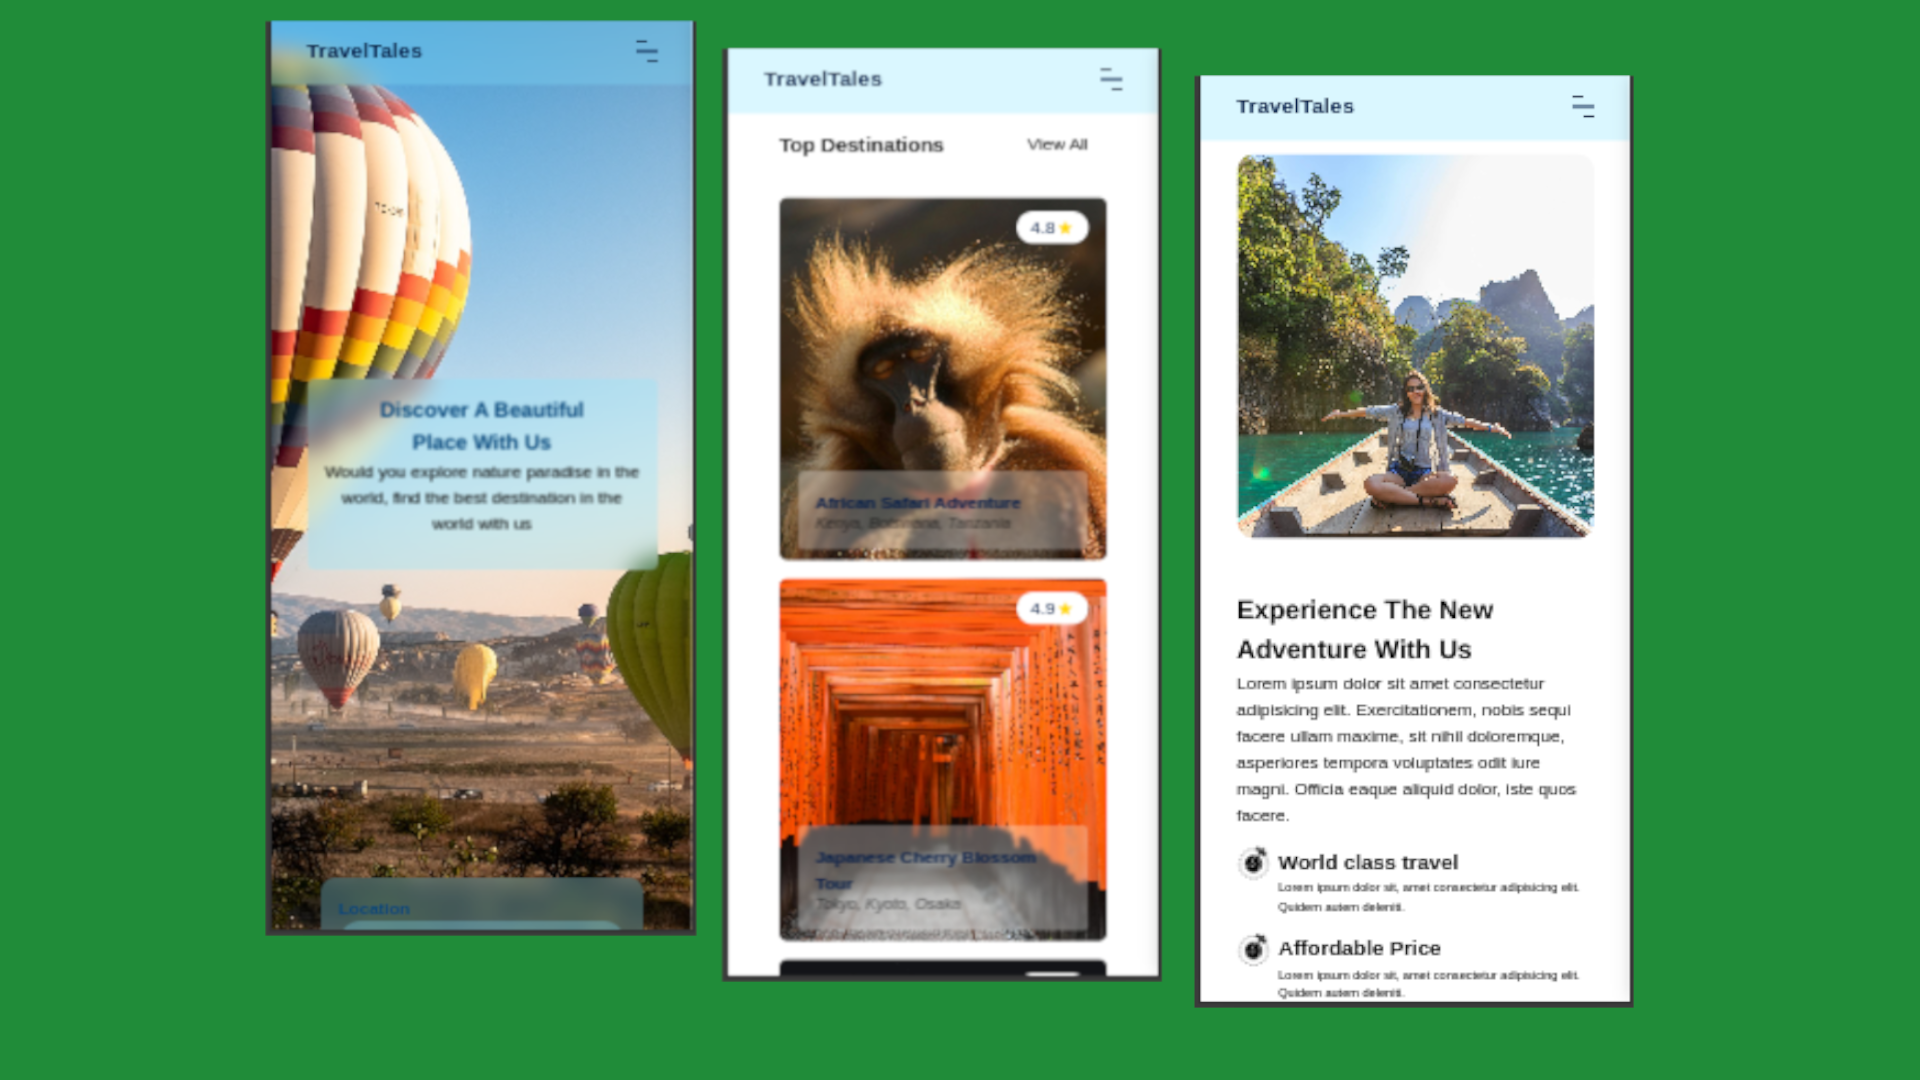 TravelTales
Discover A Beautiful
Place With Us
Would you explore nature paradise in the
world, find the best destination in the
world with us
Location
TravelTales
Top Destinations
View All
4.8
African Safari Adventure
Kenya, Botswana, Tanzania
4.9
Japanese Cherry Blossom
Tour
Tokyo, Kyoto, Osaka
TravelTales
Experience The New
Adventure With Us
Lorem ipsum dolor sit amet consectetur
adipisicing elit. Exercitationem, nobis sequi
facere ullam maxime, sit nihil doloremque,
asperiores tempora voluptates odit iure
magni. Officia eaque aliquid dolor, iste quos
facere.
World class travel
Lorem ipsum dolor sit, amet consectetur adipisicing elit.
Quidem autem deleniti.
Affordable Price
Lorem ipsum dolor sit, amet consectetur adipisicing elit.
Quidem autem deleniti.